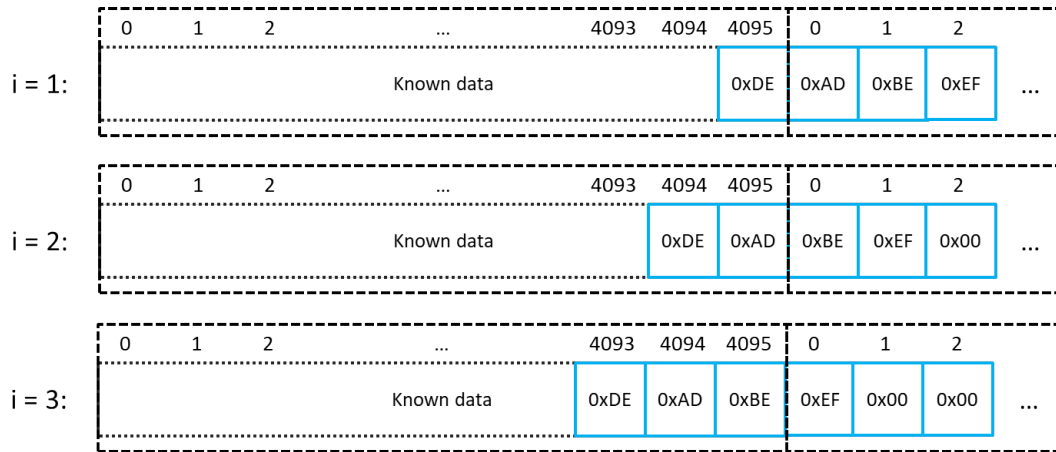 0 1 2 ... 4093 4094 4095 0 1 2
i = 1: Known data 0xDE 0xAD 0xBE 0xEF ...
0 1 2 ... 4093 4094 4095 0 1 2
i = 2: Known data 0xDE 0xAD 0xBE 0xEF 0x00 ...
0 1 2 ... 4093 4094 4095 0 1 2
i = 3: Known data 0xDE 0xAD 0xBE 0xEF 0x00 0x00 ...